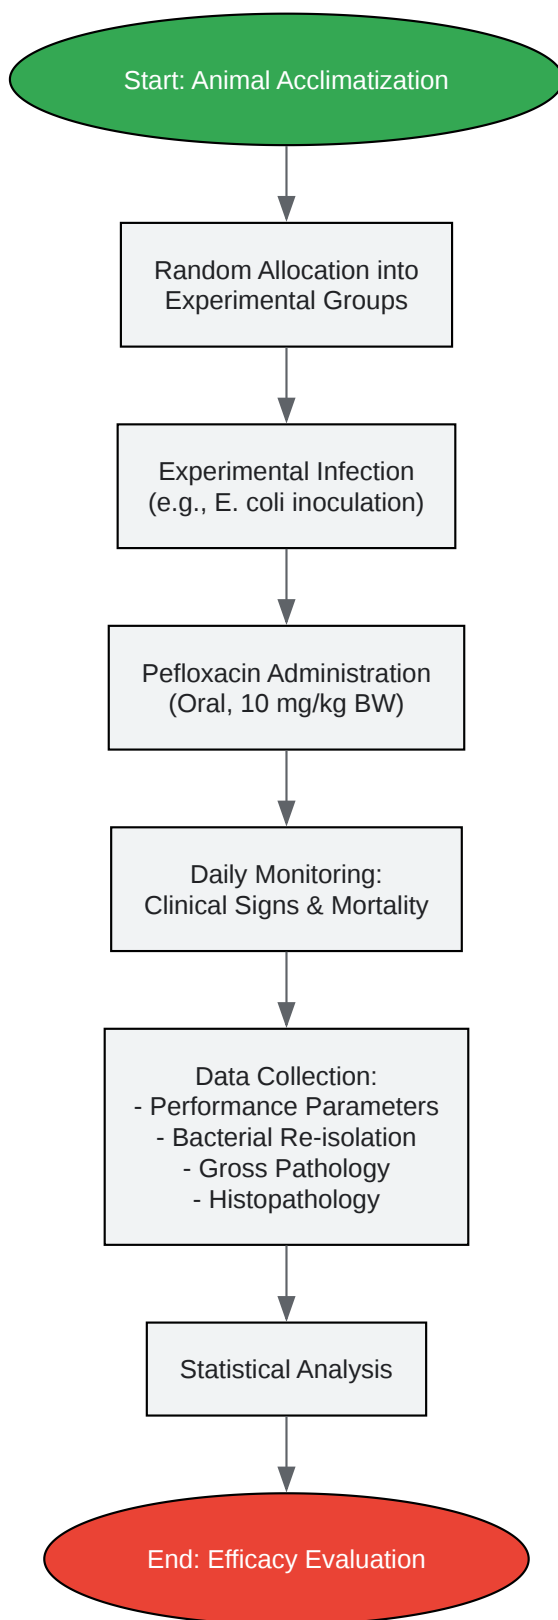 Start: Animal Acclimatization
Random Allocation into
Experimental Groups
Experimental Infection
(e.g., E. coli inoculation)
Pefloxacin Administration
(Oral, 10 mg/kg BW)
Daily Monitoring:
Clinical Signs & Mortality
Data Collection:
- Performance Parameters
- Bacterial Re-isolation
- Gross Pathology
- Histopathology
Statistical Analysis
End: Efficacy Evaluation